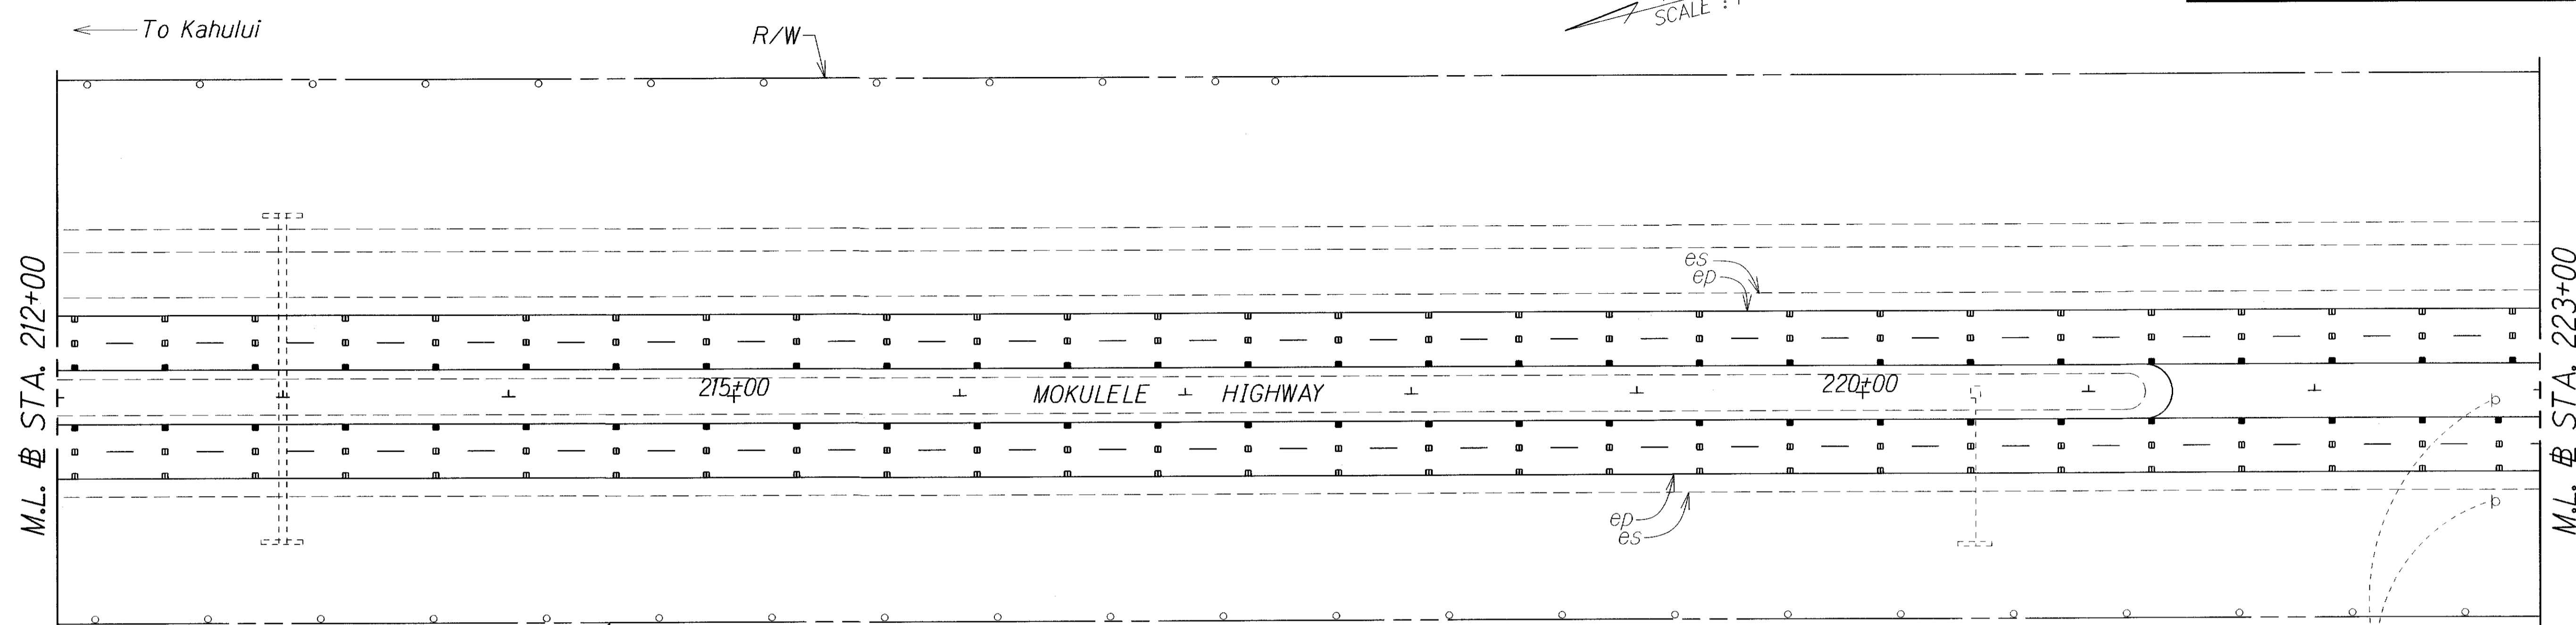 To Kahului
R/W
SCALE :
es
ep
M.L. ⅊ STA. 212+00
215+00
MOKULELE HIGHWAY
220+00
M.L. ⅊ STA. 223+00
p
p
ep
es